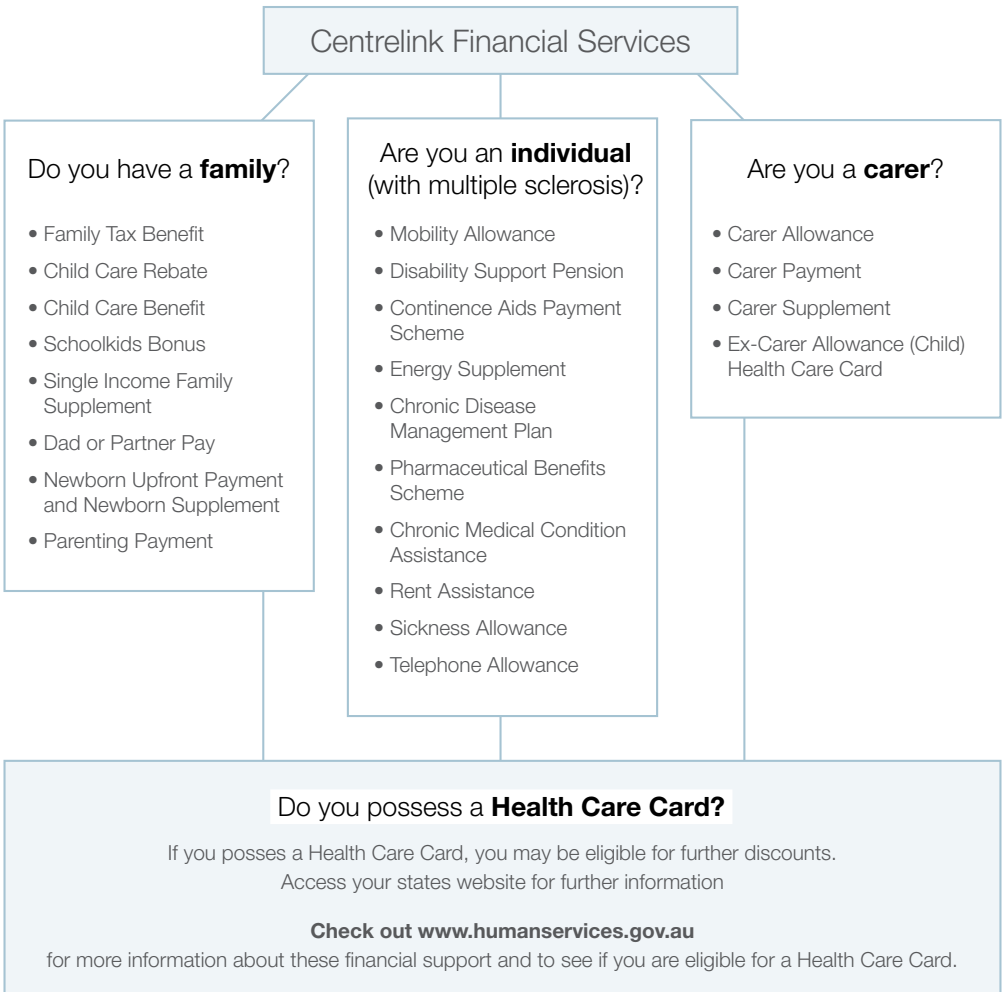 Centrelink Financial Services
Do you have a family?
• Family Tax Benefit
• Child Care Rebate
• Child Care Benefit
• Schoolkids Bonus
• Single Income Family
Supplement
• Dad or Partner Pay
• Newborn Upfront Payment
and Newborn Supplement
• Parenting Payment
Are you an individual
(with multiple sclerosis)?
• Mobility Allowance
• Disability Support Pension
• Continence Aids Payment
Scheme
• Energy Supplement
• Chronic Disease
Management Plan
• Pharmaceutical Benefits
Scheme
• Chronic Medical Condition
Assistance
• Rent Assistance
• Sickness Allowance
• Telephone Allowance
Are you a carer?
• Carer Allowance
• Carer Payment
• Carer Supplement
• Ex-Carer Allowance (Child)
Health Care Card
Do you possess a Health Care Card?
If you posses a Health Care Card, you may be eligible for further discounts.
Access your states website for further information
Check out www.humanservices.gov.au
for more information about these financial support and to see if you are eligible for a Health Care Card.